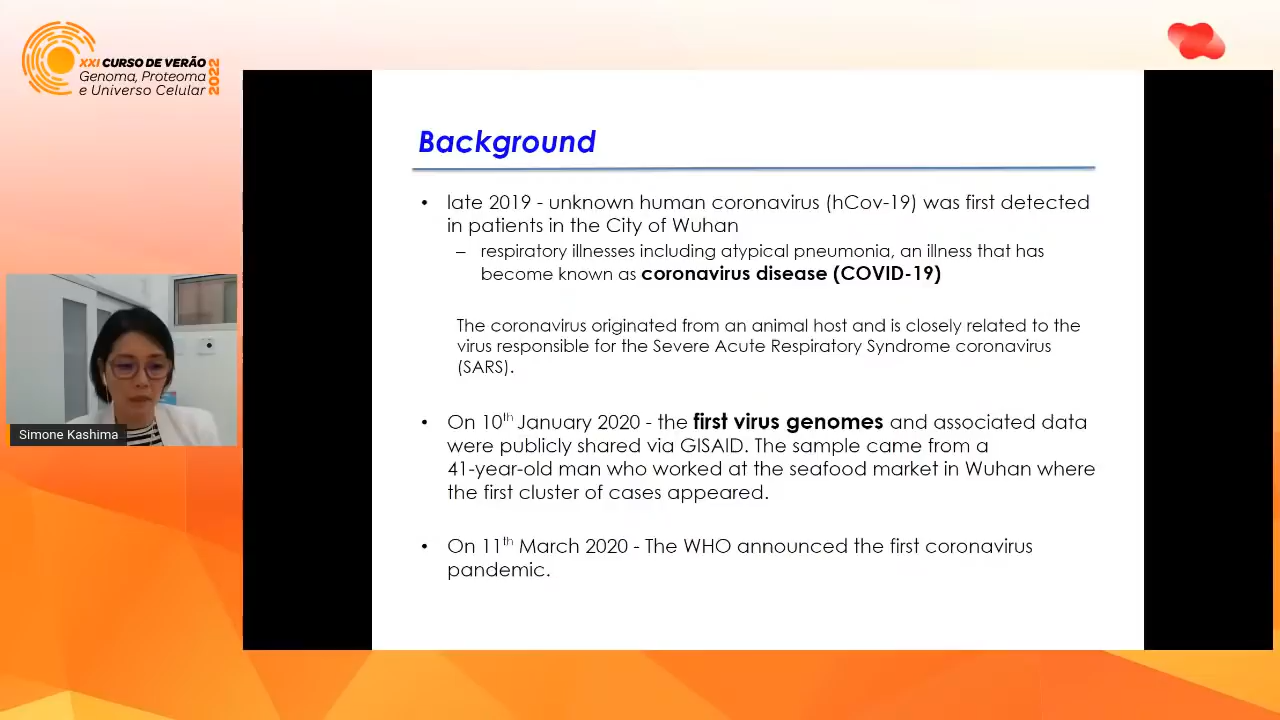 XXI CURSO DE VERÃO
Genoma, Proteoma
e Universo Celular
2022
Background
• late 2019 - unknown human coronavirus (hCov-19) was first detected
in patients in the City of Wuhan
– respiratory illnesses including atypical pneumonia, an illness that has
become known as coronavirus disease (COVID-19)
The coronavirus originated from an animal host and is closely related to the
virus responsible for the Severe Acute Respiratory Syndrome coronavirus
(SARS).
• On 10th January 2020 - the first virus genomes and associated data
were publicly shared via GISAID. The sample came from a
41-year-old man who worked at the seafood market in Wuhan where
the first cluster of cases appeared.
• On 11th March 2020 - The WHO announced the first coronavirus
pandemic.
Simone Kashima